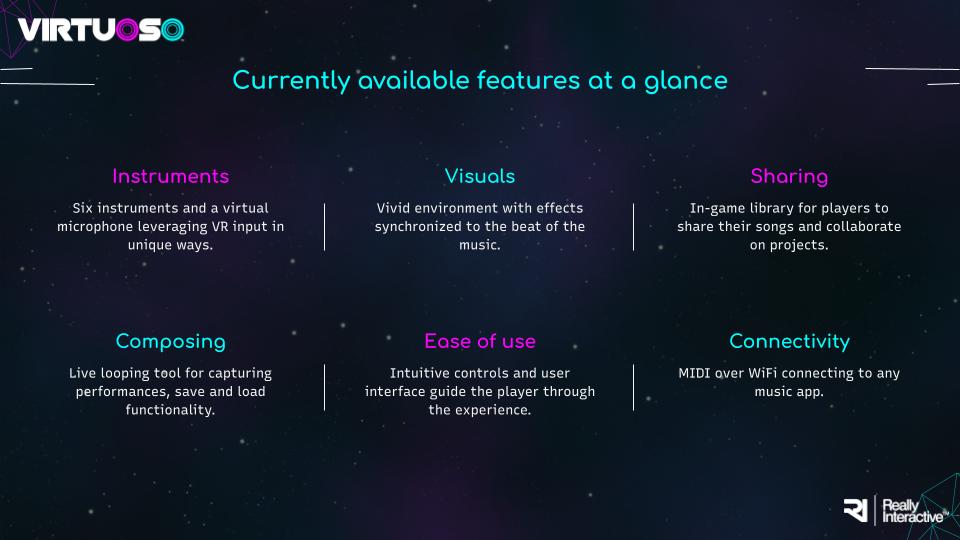 VIRTUOSO
Currently available features at a glance
Instruments
Six instruments and a virtual
microphone leveraging VR input in
unique ways.
Visuals
Vivid environment with effects
synchronized to the beat of the
music.
Sharing
In-game library for players to
share their songs and collaborate
on projects.
Composing
Live looping tool for capturing
performances, save and load
functionality.
Ease of use
Intuitive controls and user
interface guide the player through
the experience.
Connectivity
MIDI over WiFi connecting to any
music app.
RI
Really
Interactive™